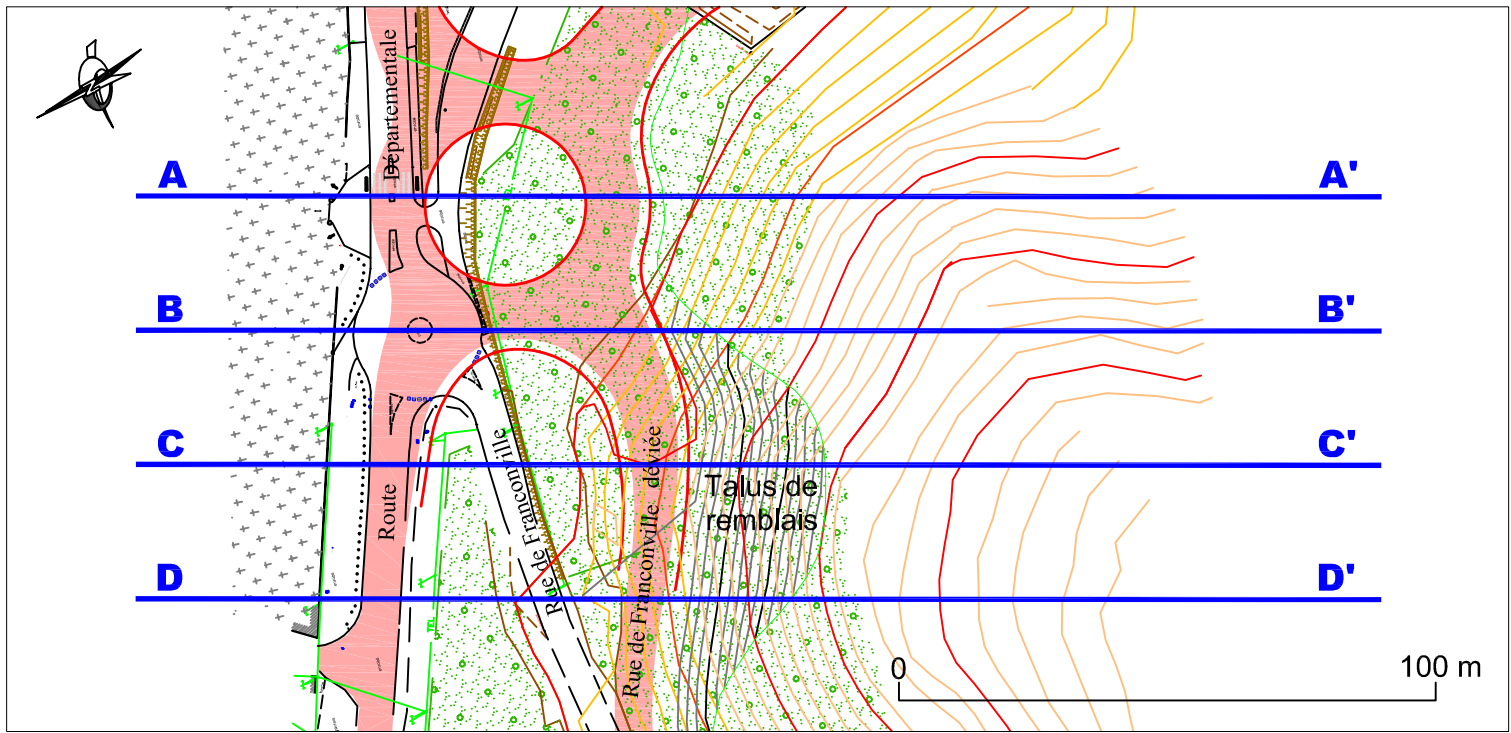 Départementale
A
A'
B
B'
C
C'
Route
Rue de Franconville
Rue de Franconville déviée
Talus de
remblais
D
D'
0
100 m